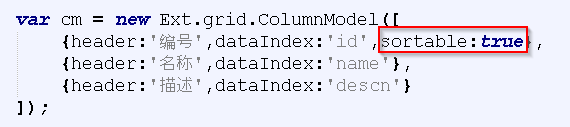 var cm = new Ext.grid.ColumnModel([
{header:'编号',dataIndex:'id',sortable:true},
{header:'名称',dataIndex:'name'},
{header:'描述',dataIndex:'descn'}
]);